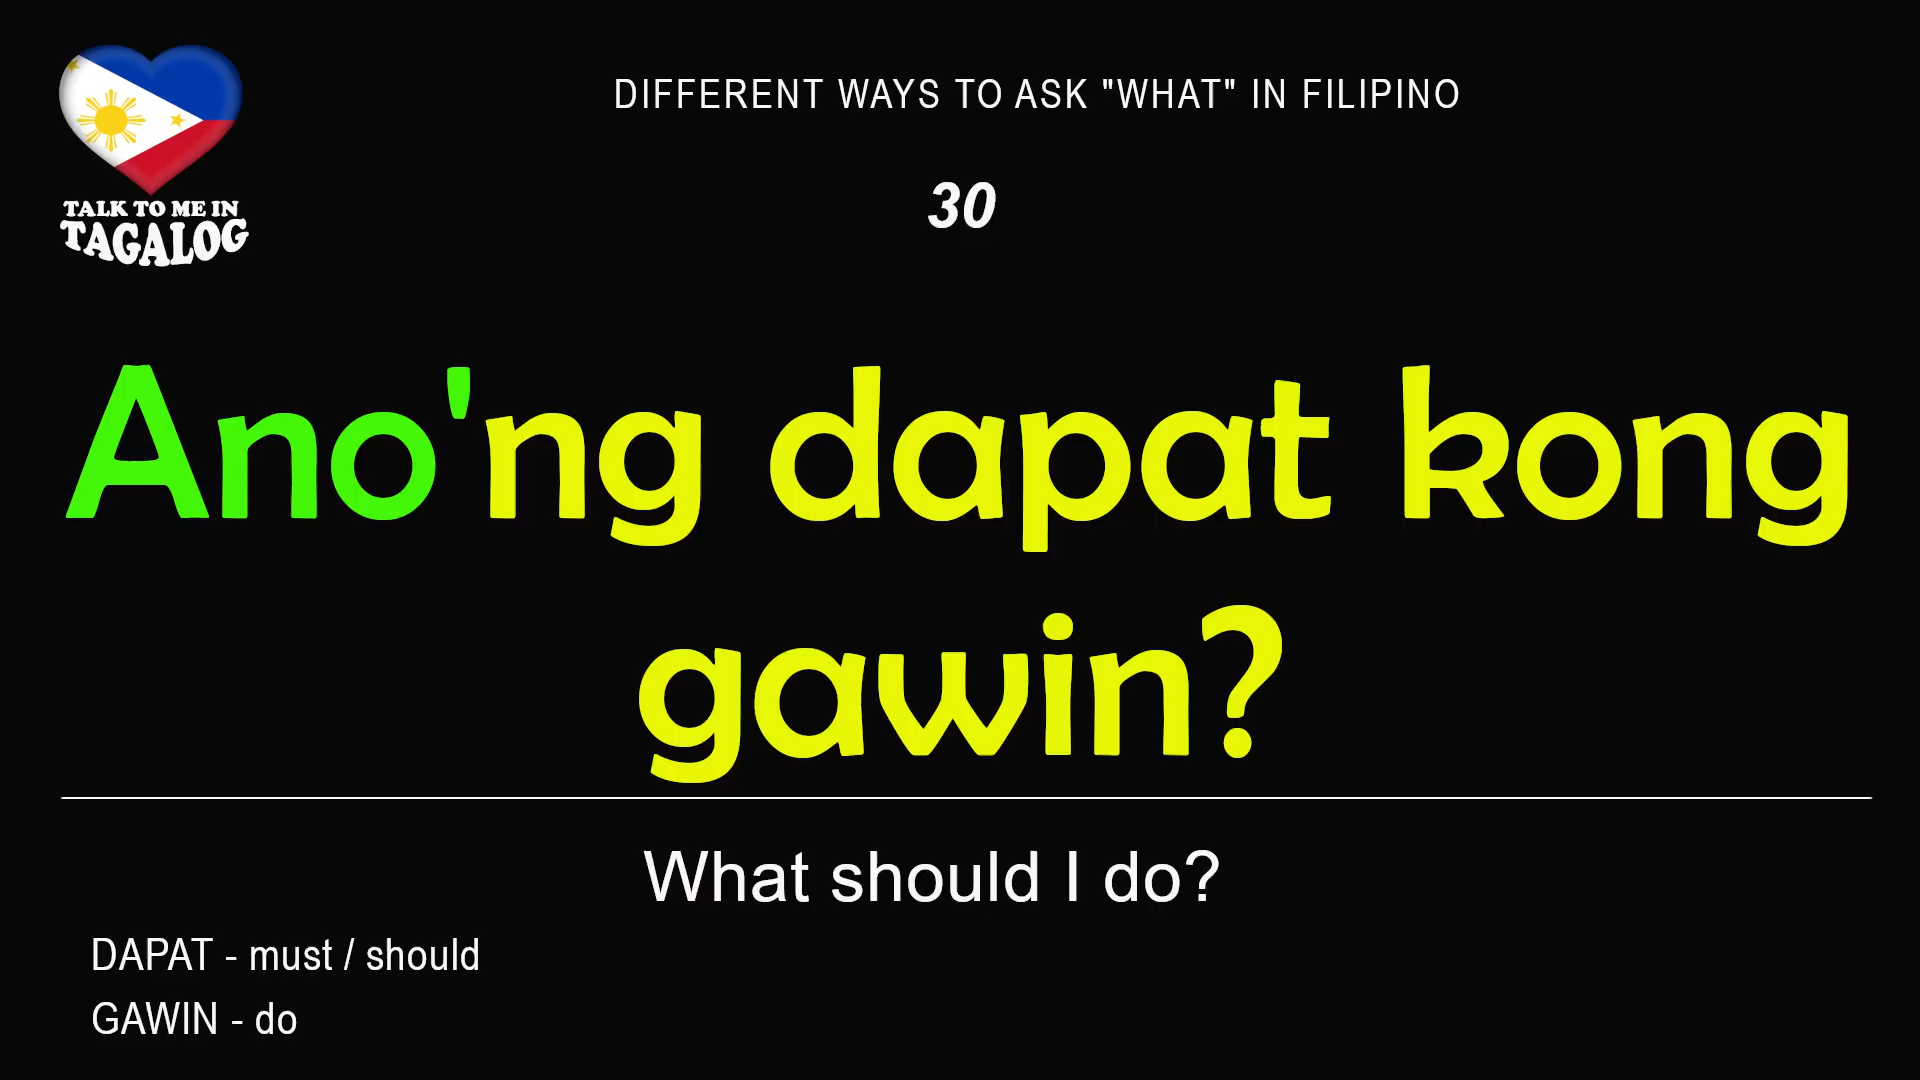 TALK TO ME IN
TAGALOG
DIFFERENT WAYS TO ASK "WHAT" IN FILIPINO
30
Ano'ng dapat kong
gawin?
What should I do?
DAPAT - must / should
GAWIN - do